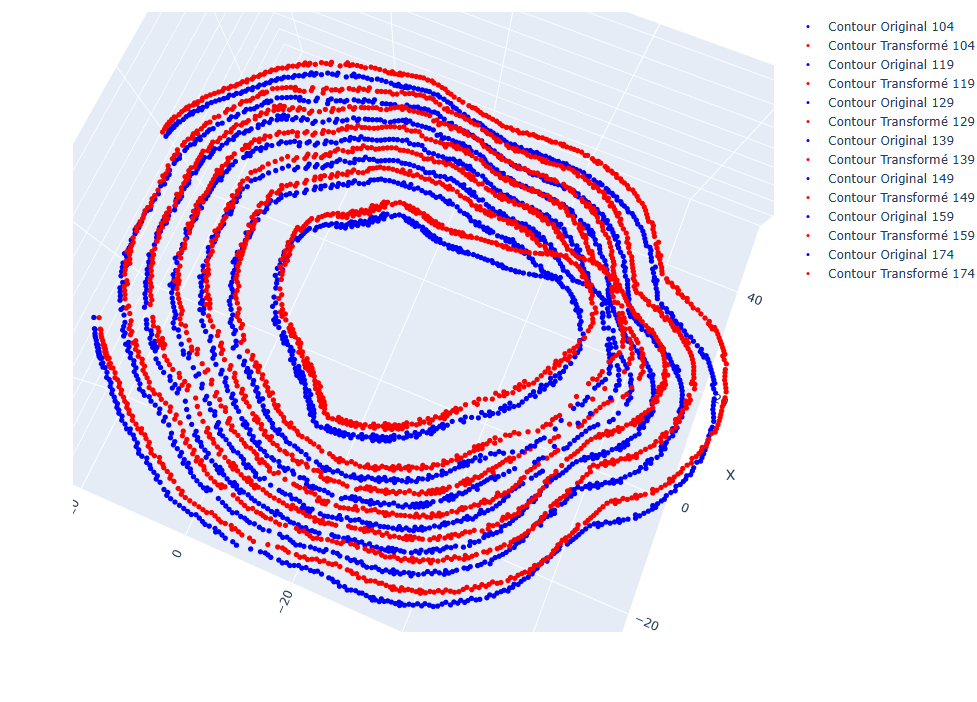 Contour Original 104
Contour Transformé 104
Contour Original 119
Contour Transformé 119
Contour Original 129
Contour Transformé 129
Contour Original 139
Contour Transformé 139
Contour Original 149
Contour Transformé 149
Contour Original 159
Contour Transformé 159
Contour Original 174
Contour Transformé 174
40
X
0
0
−20
−20